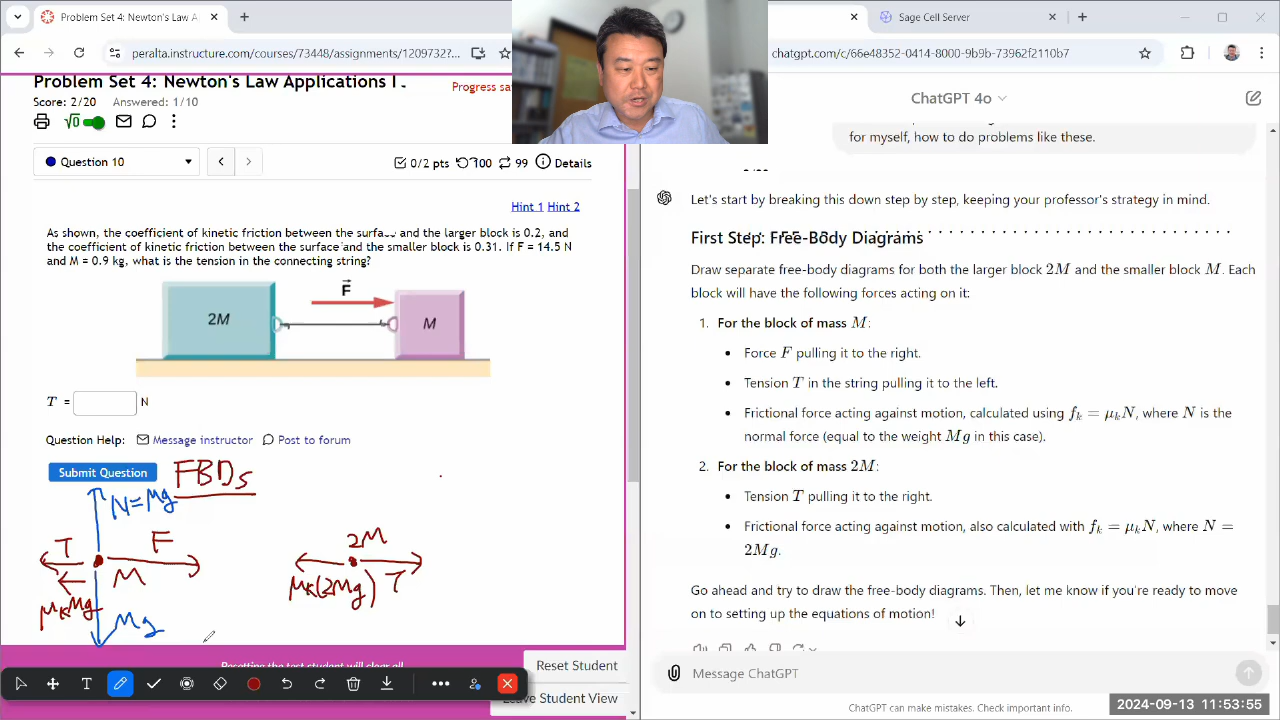 Problem Set 4: Newton's Law A
Sage Cell Server
peralta.instructure.com/courses/73448/assignments/1209732?...
chatgpt.com/c/66e48352-0414-8000-9b9b-73962f2110b7
Problem Set 4: Newton's Law Applications I
Progress sa
Score: 2/20 Answered: 1/10
√0
Question 10
0/2 pts 100 99 Details
Hint 1 Hint 2
As shown, the coefficient of kinetic friction between the surface and the larger block is 0.2, and
the coefficient of kinetic friction between the surface and the smaller block is 0.31. If F = 14.5 N
and M = 0.9 kg, what is the tension in the connecting string?
F
2M
M
T = N
Question Help: Message instructor Post to forum
Submit Question
FBDs
N=Mg
T F
M
μkMg
Mg
2M
μk(2Mg) T
Resetting the test student will clear all
Reset Student
Leave Student View
ChatGPT 4o
for myself, how to do problems like these.
Let's start by breaking this down step by step, keeping your professor's strategy in mind.
First Step: Free-Body Diagrams
Draw separate free-body diagrams for both the larger block 2M and the smaller block M. Each
block will have the following forces acting on it:
1. For the block of mass M:
• Force F pulling it to the right.
• Tension T in the string pulling it to the left.
• Frictional force acting against motion, calculated using fk = μkN, where N is the
normal force (equal to the weight Mg in this case).
2. For the block of mass 2M:
• Tension T pulling it to the right.
• Frictional force acting against motion, also calculated with fk = μkN, where N =
2Mg.
Go ahead and try to draw the free-body diagrams. Then, let me know if you're ready to move
on to setting up the equations of motion!
Message ChatGPT
ChatGPT can make mistakes. Check important info.
2024-09-13 11:53:55